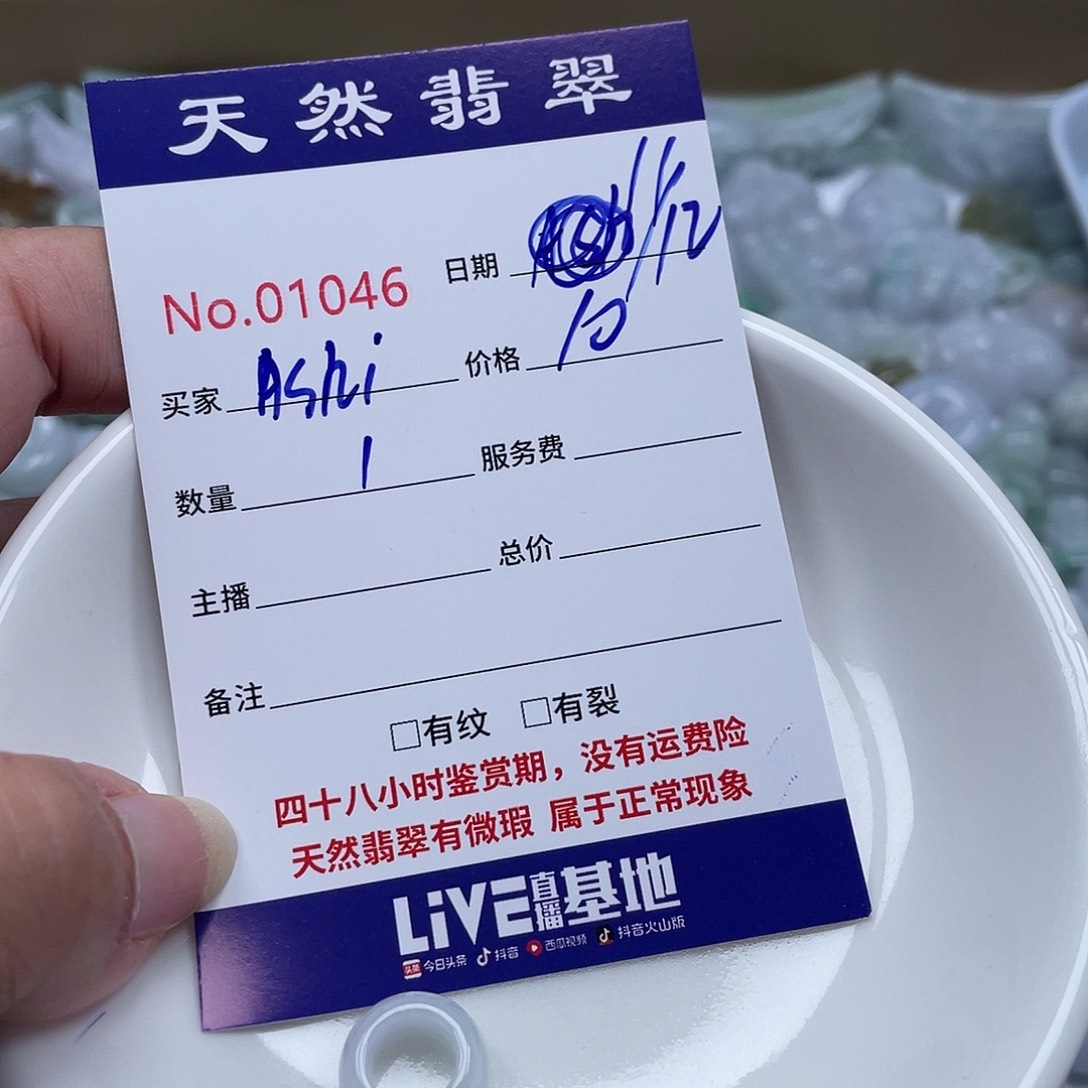 天然翡翠
No.01046 日期 11/12
买家 Ashi 价格 10
数量 1 服务费
主播 总价
备注
□有纹 □有裂
四十八小时鉴赏期，没有运费险
天然翡翠有微瑕 属于正常现象
LiVE直播基地
头条 今日头条 抖音 西瓜视频 抖音火山版